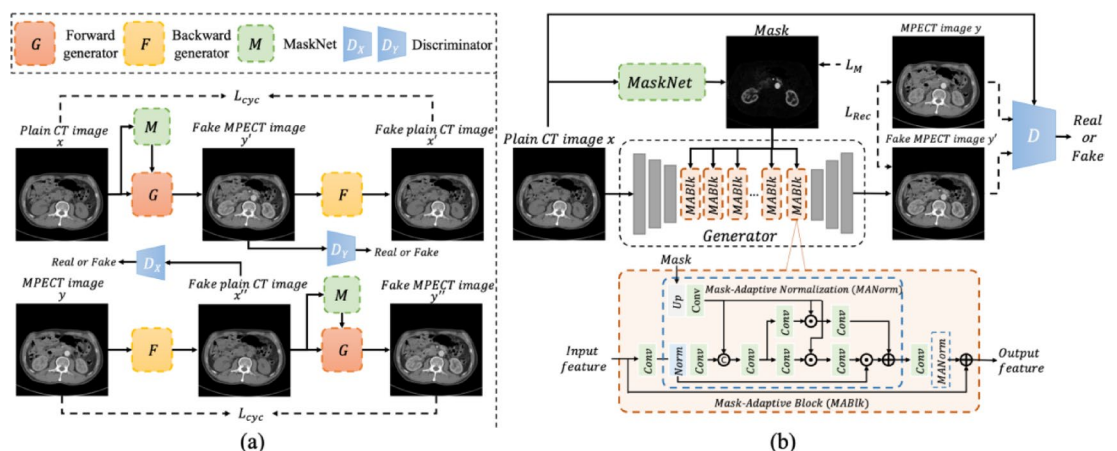 G Forward generator F Backward generator M MaskNet D_X D_Y Discriminator
L_cyc
Plain CT image x
M
Fake MPECT image y'
Fake plain CT image x'
G
F
Real or Fake
D_X
D_Y
Real or Fake
MPECT image y
Fake plain CT image x''
M
Fake MPECT image y''
F
G
L_cyc
(a)
Mask
MaskNet
L_M
MPECT image y
Plain CT image x
L_Rec
D
Real or Fake
Fake MPECT image y'
MABlk MABlk MABlk ... MABlk MABlk
Generator
Mask
Mask-Adaptive Normalization (MANorm)
Up Conv
Conv Conv
Input feature
Conv Norm Conv C Conv Conv Conv MANorm
Output feature
Mask-Adaptive Block (MABlk)
(b)